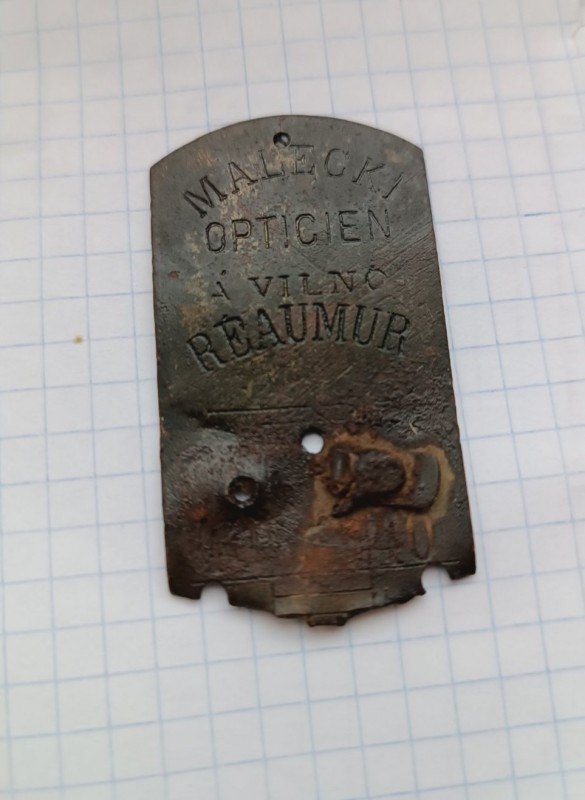 MALECKI
OPTICIEN
À VILNO
RÉAUMUR